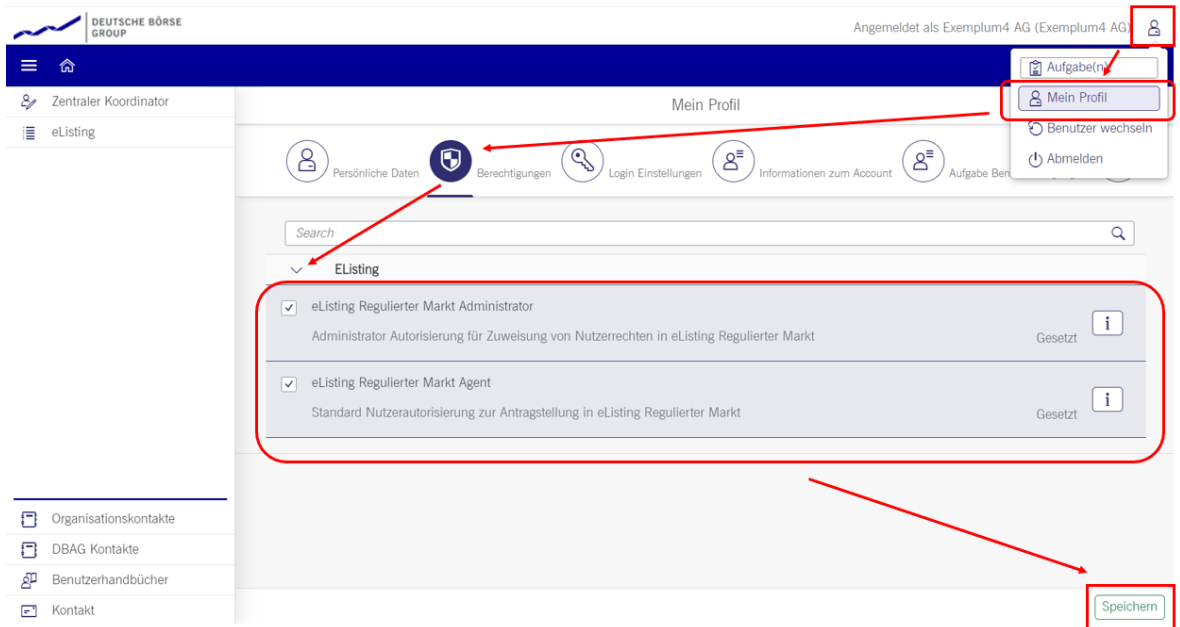 DEUTSCHE BÖRSE
GROUP
Angemeldet als Exemplum4 AG (Exemplum4 AG)
Aufgabe(n)
Mein Profil
Benutzer wechseln
Abmelden
Zentraler Koordinator
eListing
Mein Profil
Persönliche Daten
Berechtigungen
Login Einstellungen
Informationen zum Account
Aufgabe
Search
EListing
eListing Regulierter Markt Administrator
Administrator Autorisierung für Zuweisung von Nutzerrechten in eListing Regulierter Markt
Gesetzt
i
eListing Regulierter Markt Agent
Standard Nutzerautorisierung zur Antragstellung in eListing Regulierter Markt
Gesetzt
i
Organisationskontakte
DBAG Kontakte
Benutzerhandbücher
Kontakt
Speichern